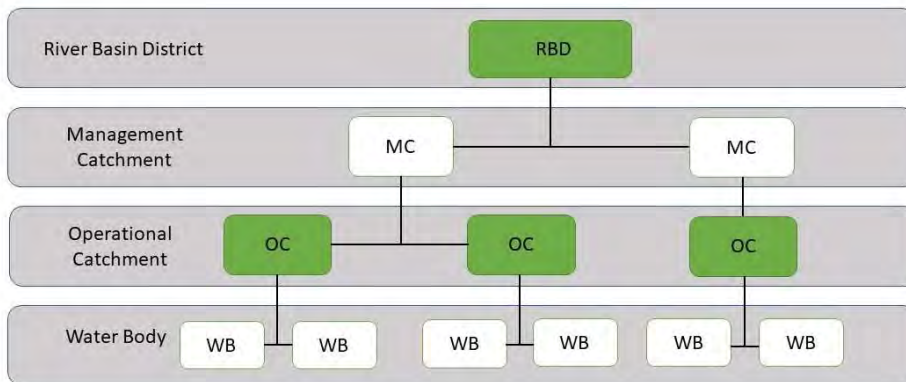 River Basin District
RBD
Management
Catchment
MC
MC
Operational
Catchment
OC
OC
OC
Water Body
WB
WB
WB
WB
WB
WB